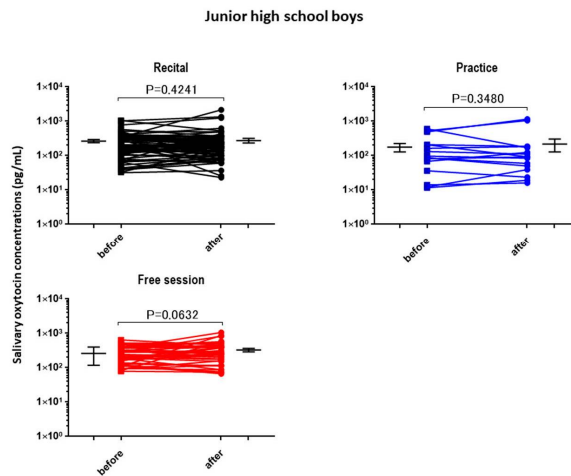 Junior high school boys
Salivary oxytocin concentrations (pg/mL)
Recital
P=0.4241
1×10⁴
1×10³
1×10²
1×10¹
1×10⁰
before
after
Practice
P=0.3480
1×10⁴
1×10³
1×10²
1×10¹
1×10⁰
before
after
Free session
P=0.0632
1×10⁴
1×10³
1×10²
1×10¹
1×10⁰
before
after